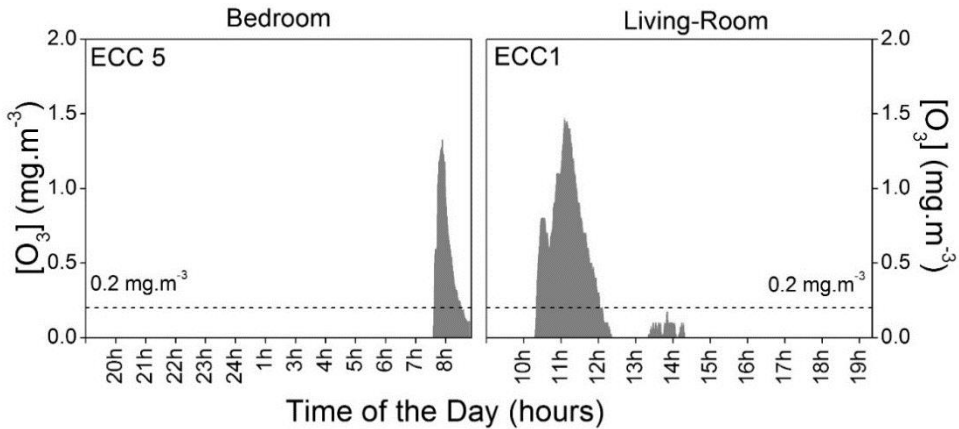 Bedroom
Living-Room
[O₃] (mg.m⁻³)
2.0
1.5
1.0
0.5
0.0
ECC 5
0.2 mg.m⁻³
20h
21h
22h
23h
24h
1h
2h
3h
4h
5h
6h
7h
8h
ECC1
0.2 mg.m⁻³
10h
11h
12h
13h
14h
15h
16h
17h
18h
19h
2.0
1.5
1.0
0.5
0.0
[O₃] (mg.m⁻³)
Time of the Day (hours)